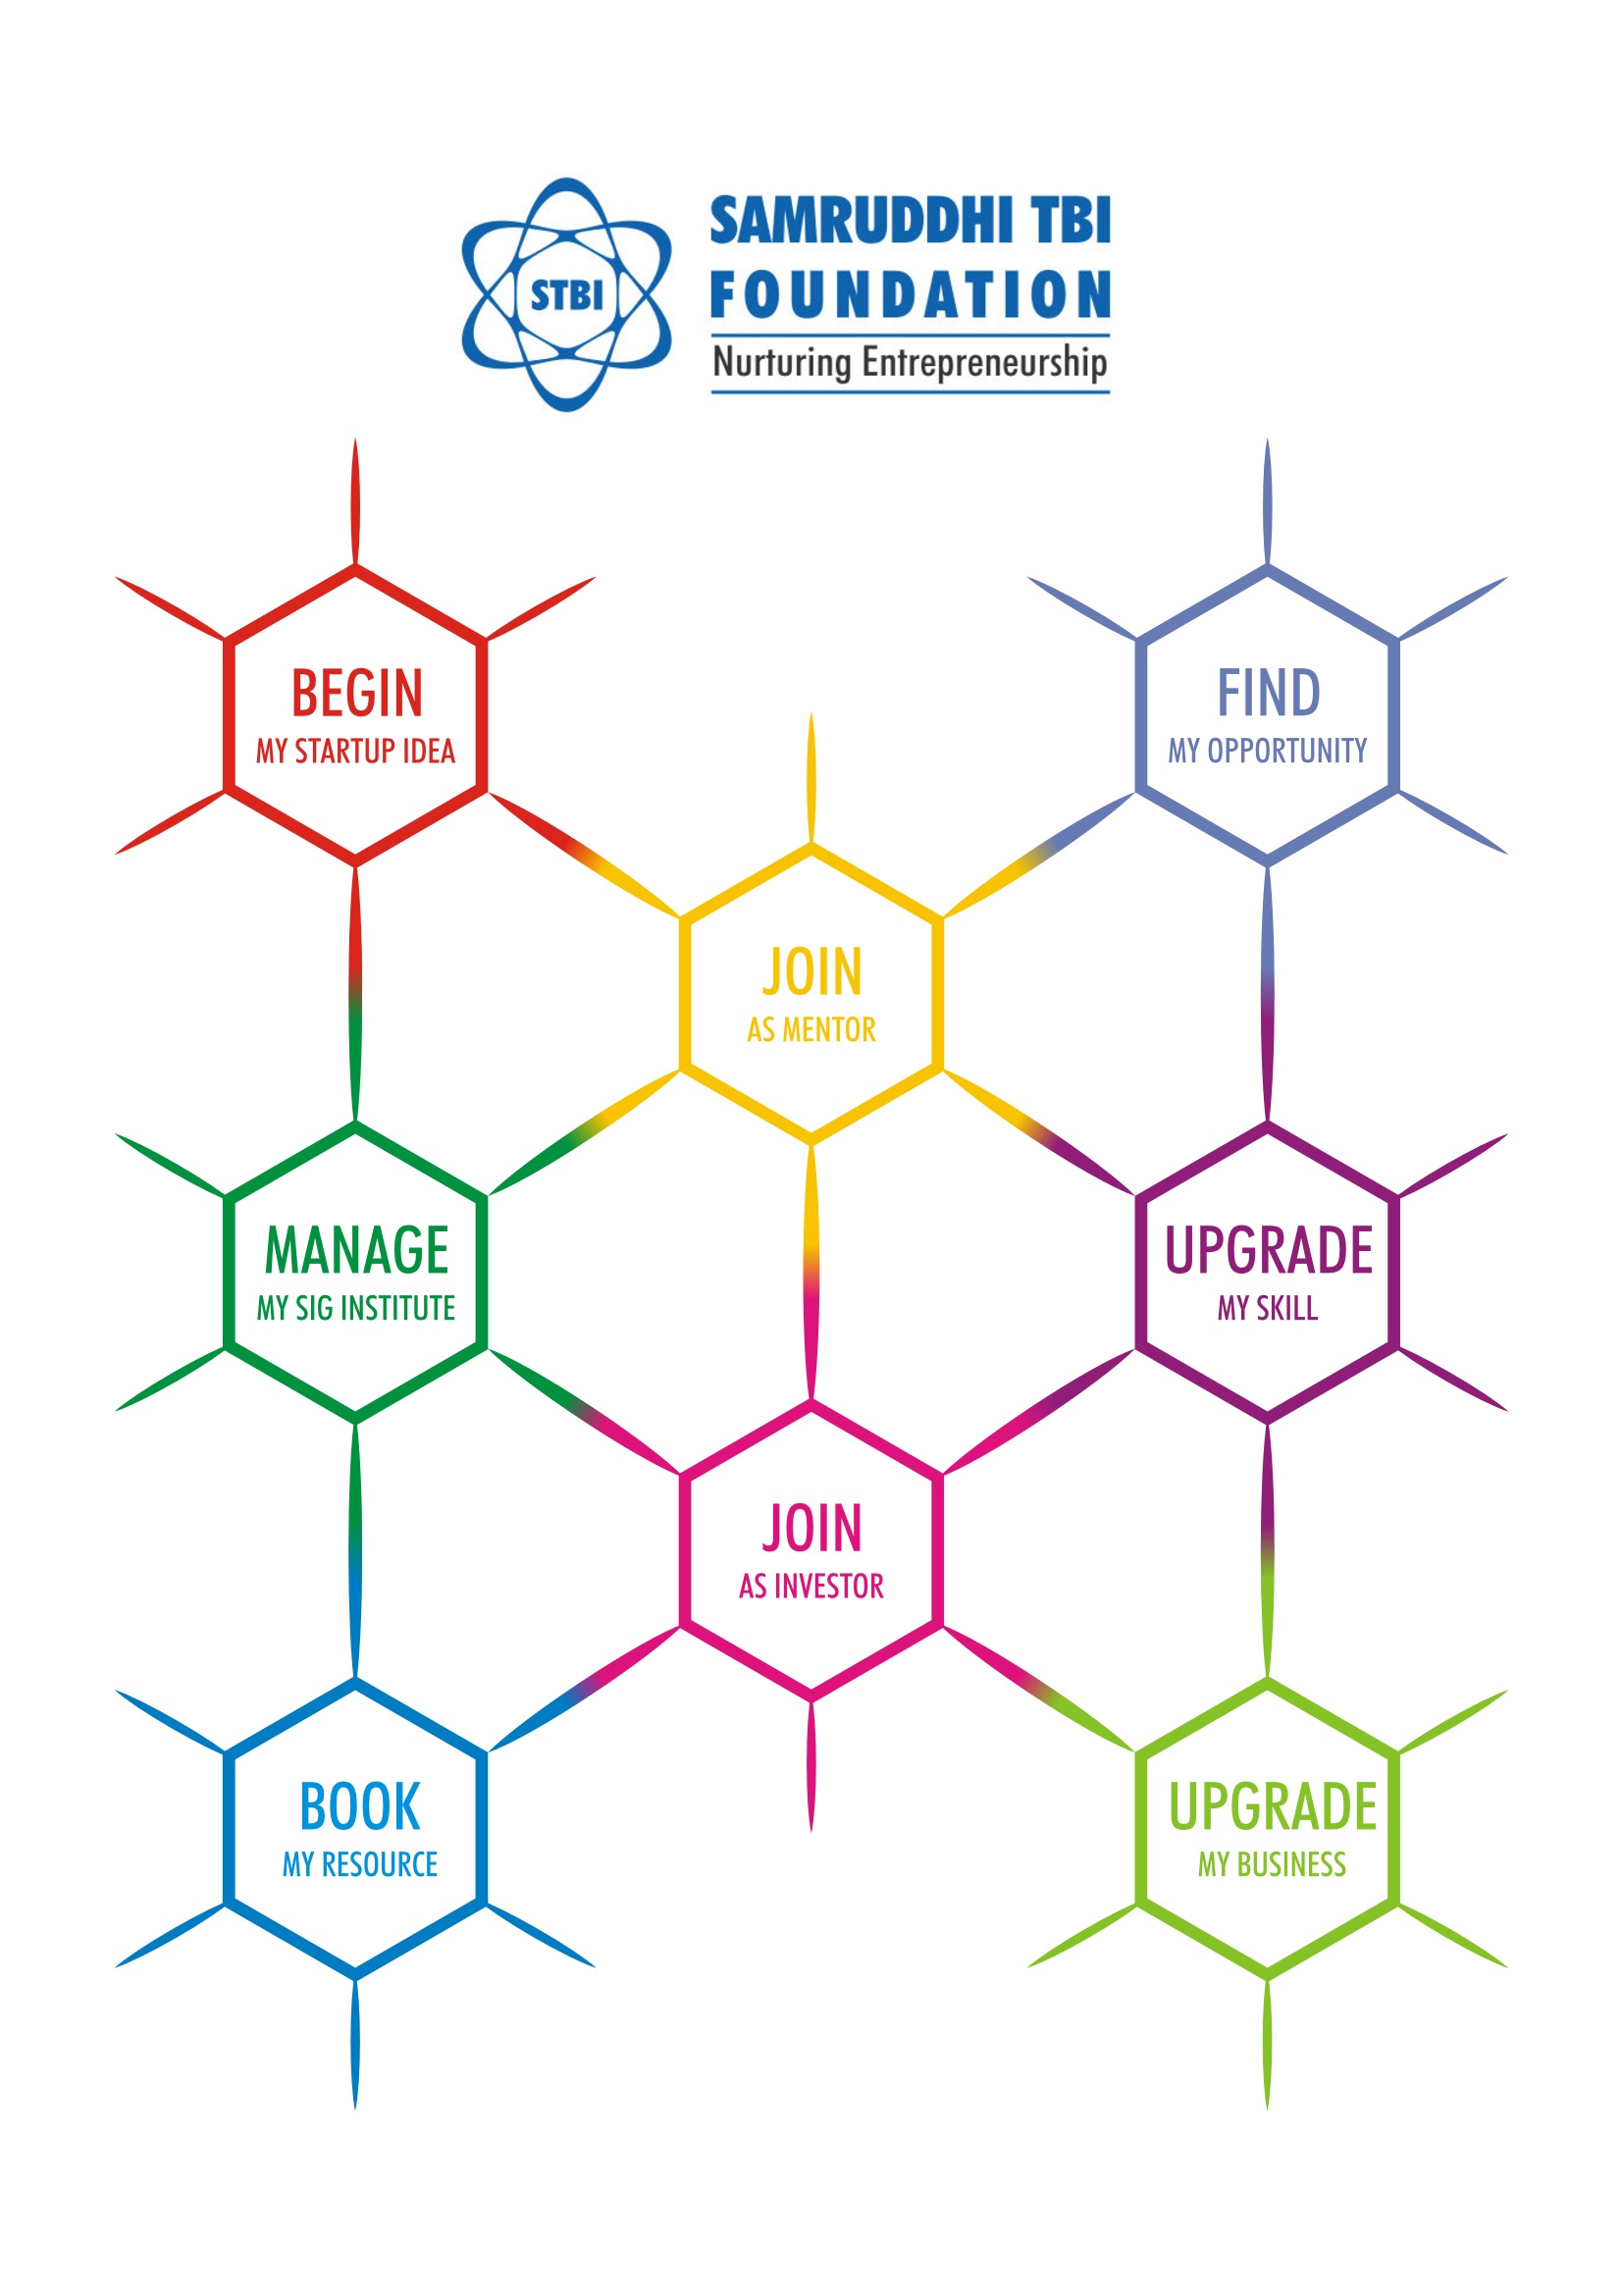 STBI
SAMRUDDHI TBI
FOUNDATION
Nurturing Entrepreneurship
BEGIN
MY STARTUP IDEA
FIND
MY OPPORTUNITY
JOIN
AS MENTOR
MANAGE
MY SIG INSTITUTE
UPGRADE
MY SKILL
JOIN
AS INVESTOR
BOOK
MY RESOURCE
UPGRADE
MY BUSINESS